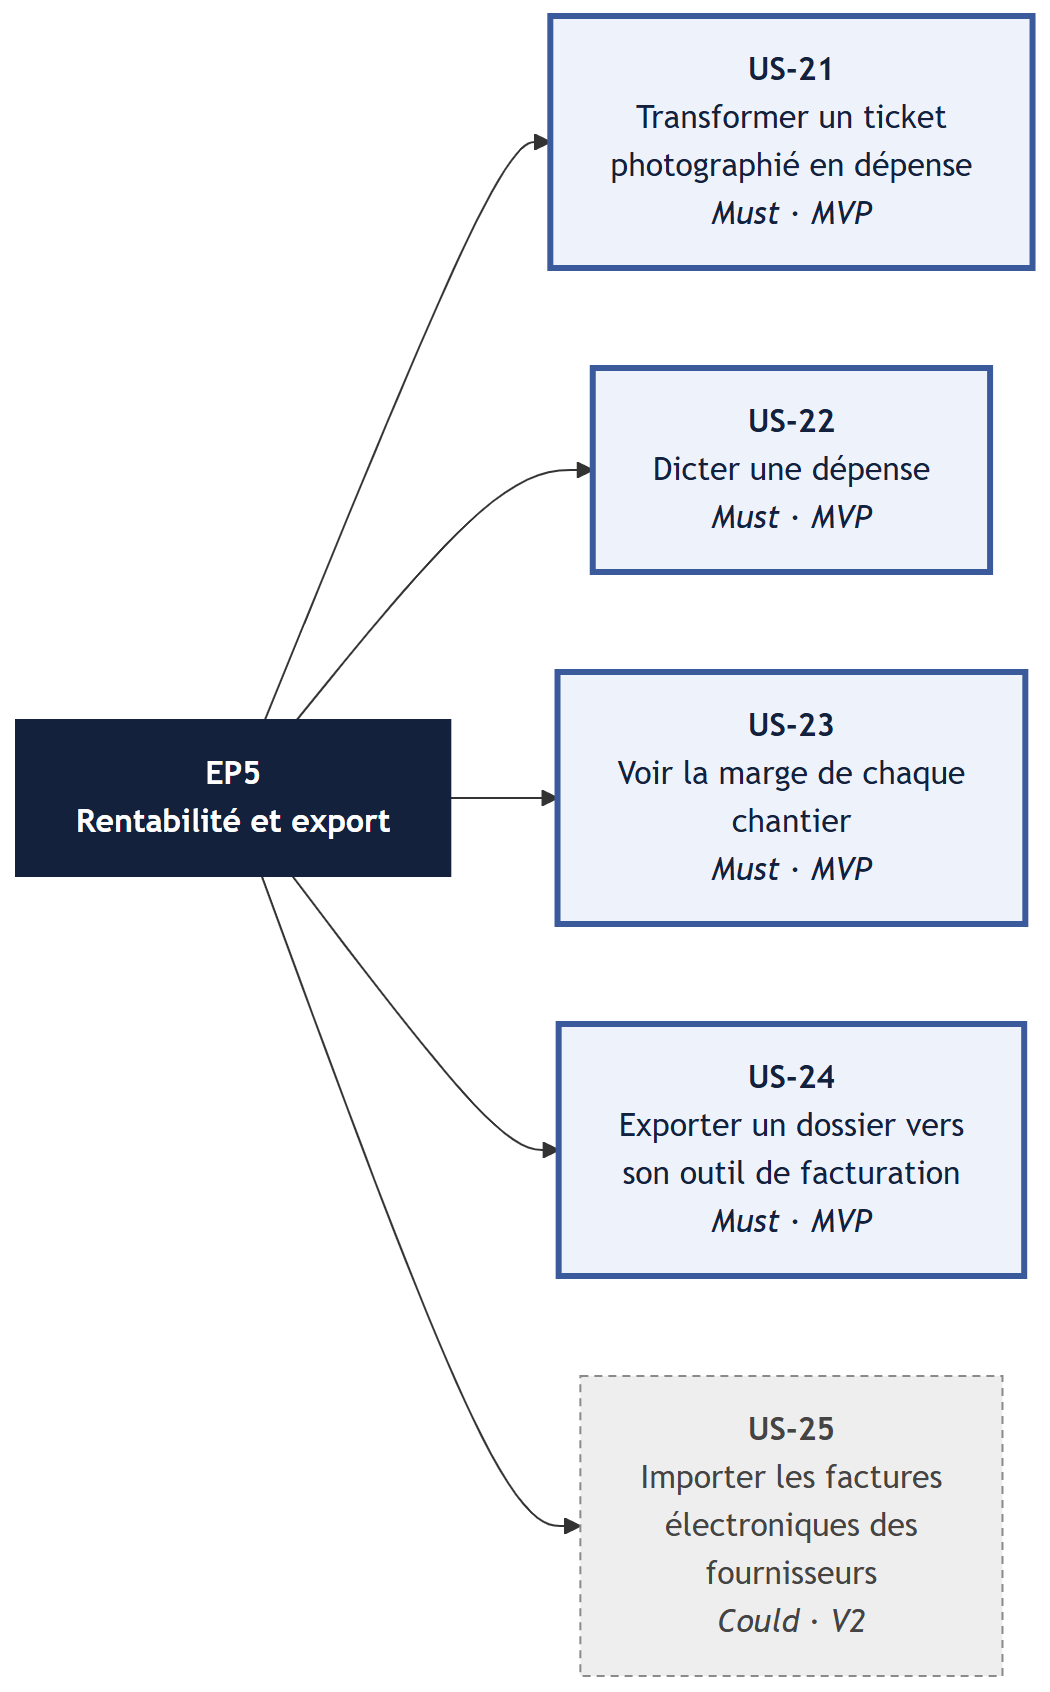 US-21
Transformer un ticket
photographié en dépense
Must · MVP
US-22
Dicter une dépense
Must · MVP
EP5
Rentabilité et export
US-23
Voir la marge de chaque
chantier
Must · MVP
US-24
Exporter un dossier vers
son outil de facturation
Must · MVP
US-25
Importer les factures
électroniques des
fournisseurs
Could · V2